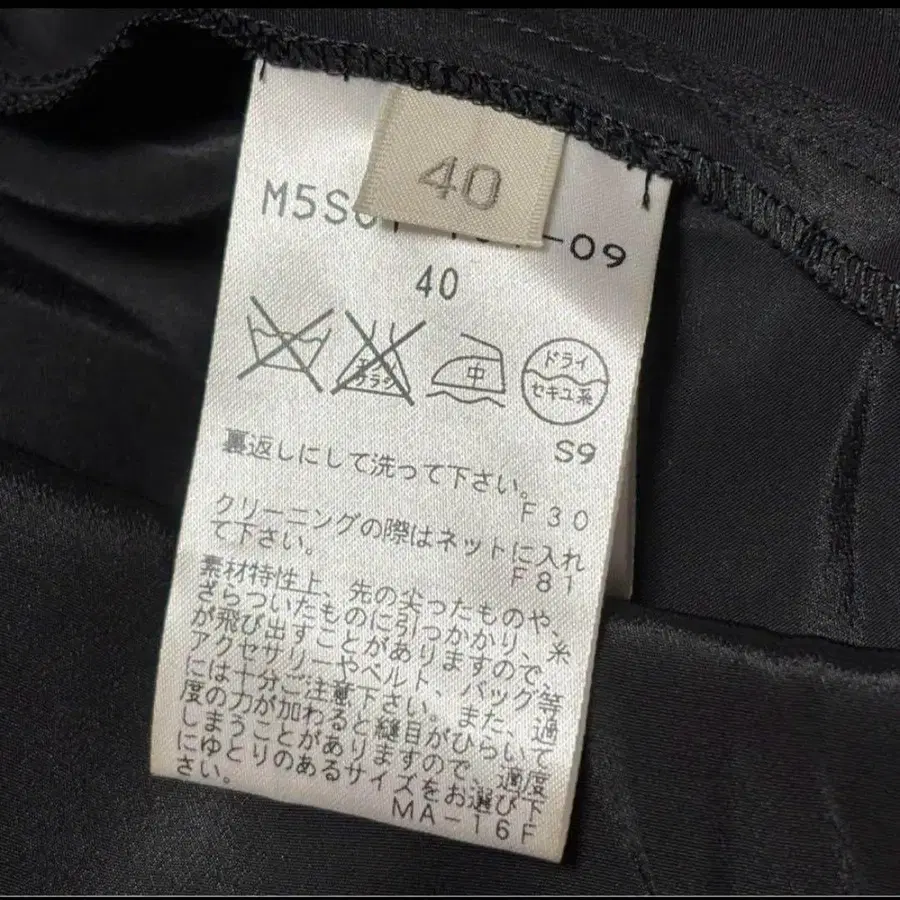 40
M5S
-09
40
エンソ
サラシ
中
ドライ
セキユ系
S9
裏返しにして洗って下さい。
F30
クリーニングの際はネットに入れ
て下さい。
F81
素材特性上、先の尖ったものや、
ざらついたものに引っかかり、糸
が飛び出すことがありますので、
アクセサリーやベルト、バッグ等
には十分ご注意下さい。また、過
度の力が加わると縫目がひらいて
しまうことがありますので、適度
にゆとりのあるサイズをお選び下
さい。
MA-16F